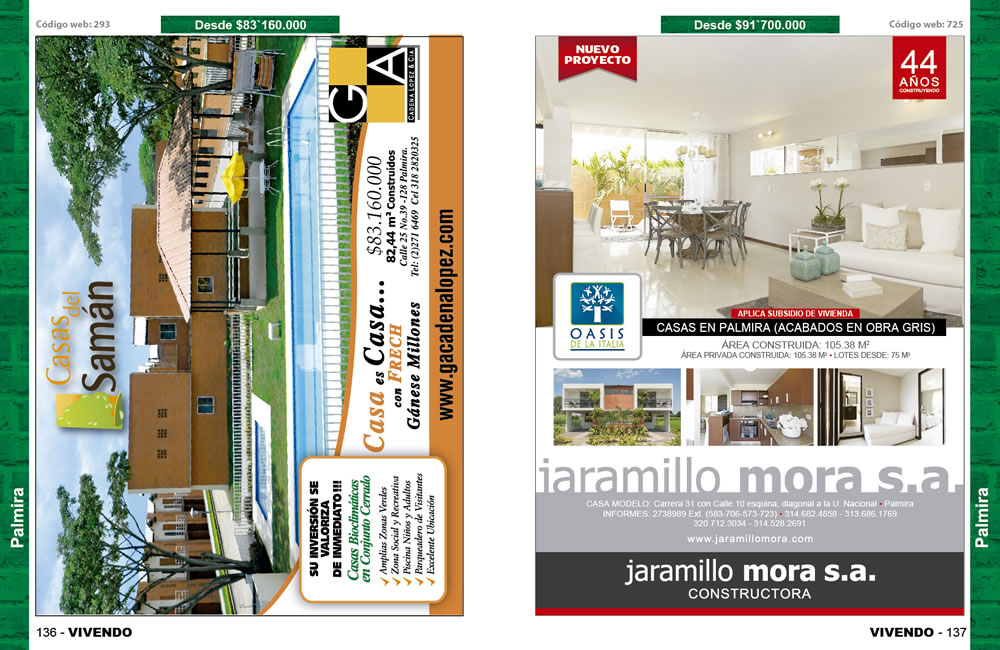 Código web: 293
Desde $83`160.000
Casas del
Samán
GA
CADENA LOPEZ & CIA
$83.160.000
82,44 m² Construidos
Calle 25 No.39 -128 Palmira.
Tel: (2)271 6469 Cel 318 2820325
Casa es Casa...
con FRECH
Gánese Millones
www.gacadenalopez.com
SU INVERSIÓN SE
VALORIZA
DE INMEDIATO!!!
Casas Bioclimáticas
en Conjunto Cerrado
✓ Amplias Zonas Verdes
✓ Zona Social y Recreativa
✓ Piscina Niños y Adultos
✓ Parqueadero de Visitantes
✓ Excelente Ubicación
Palmira
136 - VIVENDO
Desde $91`700.000
Código web: 725
NUEVO
PROYECTO
44
AÑOS
CONSTRUYENDO
OASIS
DE LA ITALIA
APLICA SUBSIDIO DE VIVIENDA
CASAS EN PALMIRA (ACABADOS EN OBRA GRIS)
ÁREA CONSTRUIDA: 105.38 M²
ÁREA PRIVADA CONSTRUIDA: 105.38 M² • LOTES DESDE: 75 M²
jaramillo mora s.a.
CASA MODELO: Carrera 31 con Calle 10 esquina, diagonal a la U. Nacional • Palmira
INFORMES: 2738989 Ext. (583-706-573-723) • 314.682.4858 - 313.686.1769
320.712.3034 - 314.528.2691
www.jaramillomora.com
jaramillo mora s.a.
CONSTRUCTORA
Palmira
VIVENDO - 137